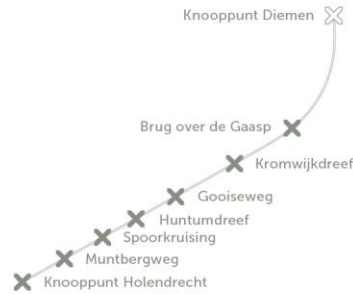 Knooppunt Diemen
Brug over de Gaasp
Kromwijkdreef
Gooiseweg
Huntumdreef
Spoorkruising
Muntbergweg
Knooppunt Holendrecht